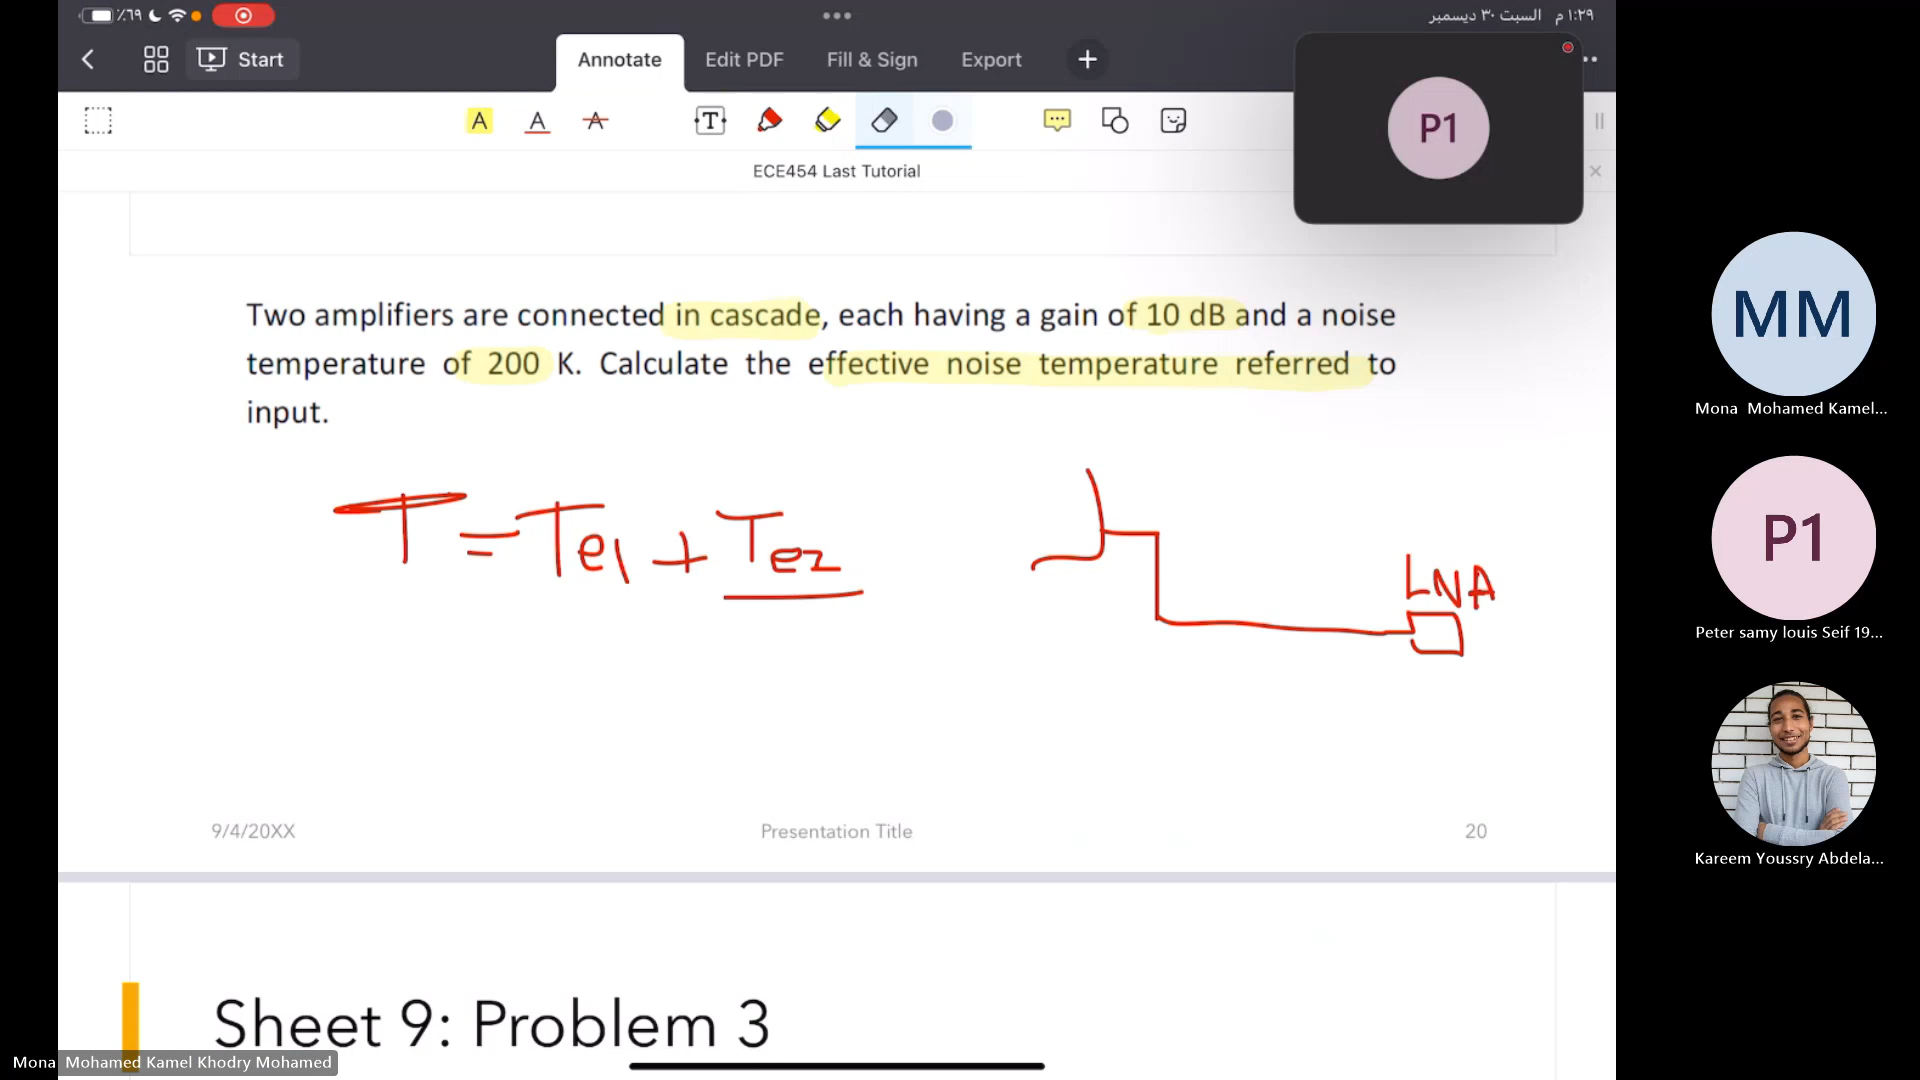 ٪٦٩
١:٢٩ م السبت ٣٠ ديسمبر
Start
Annotate
Edit PDF
Fill & Sign
Export
A A A T
ECE454 Last Tutorial
P1
Two amplifiers are connected in cascade, each having a gain of 10 dB and a noise
temperature of 200 K. Calculate the effective noise temperature referred to
input.
T = Te1 + Te2
LNA
9/4/20XX
Presentation Title
20
Sheet 9: Problem 3
Mona Mohamed Kamel Khodry Mohamed
MM
Mona Mohamed Kamel...
P1
Peter samy louis Seif 19...
Kareem Youssry Abdela...